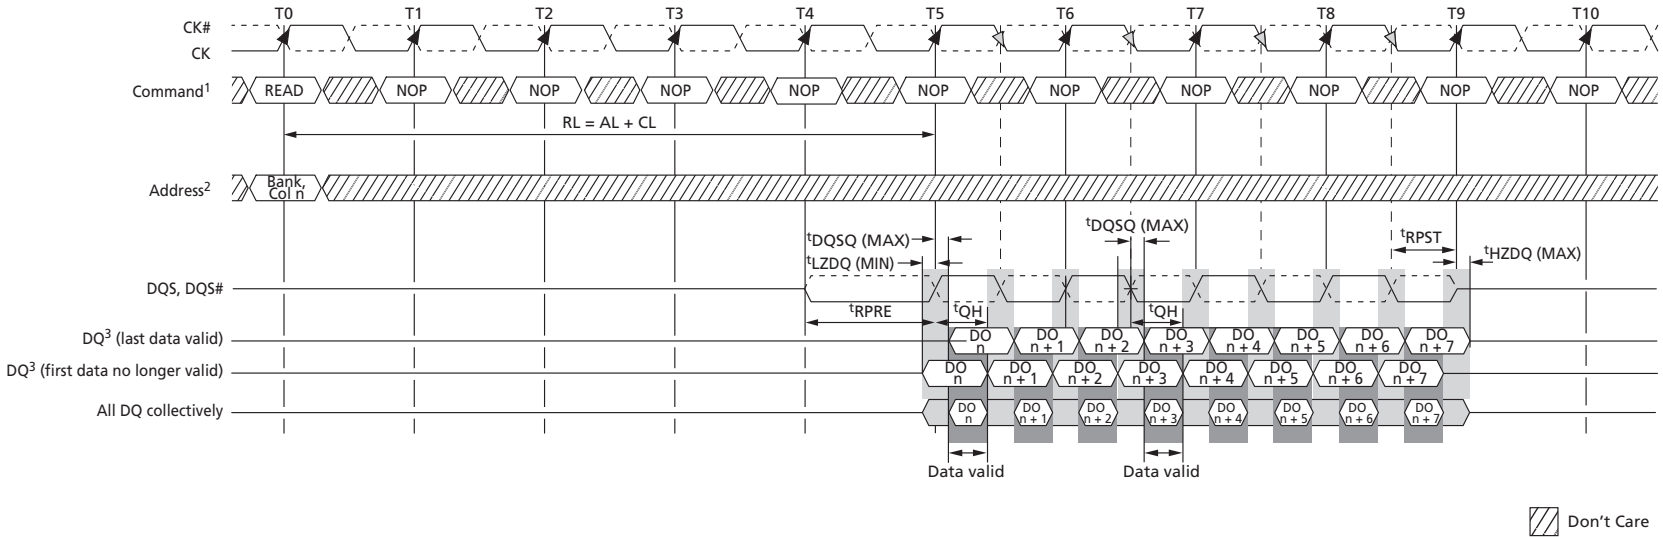 T0 T1 T2 T3 T4 T5 T6 T7 T8 T9 T10
CK#
CK
Command1 READ NOP NOP NOP NOP NOP NOP NOP NOP NOP NOP
RL = AL + CL
Address2 Bank,
Col n
tDQSQ (MAX) tDQSQ (MAX) tRPST
tLZDQ (MIN) tHZDQ (MAX)
DQS, DQS#
tRPRE tQH tQH
DQ3 (last data valid) DO n DO n + 1 DO n + 2 DO n + 3 DO n + 4 DO n + 5 DO n + 6 DO n + 7
DQ3 (first data no longer valid) DO n DO n + 1 DO n + 2 DO n + 3 DO n + 4 DO n + 5 DO n + 6 DO n + 7
All DQ collectively DO n DO n + 1 DO n + 2 DO n + 3 DO n + 4 DO n + 5 DO n + 6 DO n + 7
Data valid Data valid
Don't Care